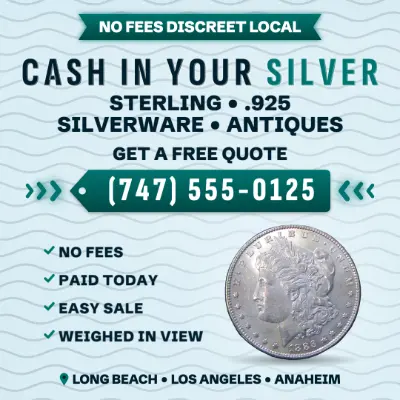 NO FEES DISCREET LOCAL
CASH IN YOUR SILVER
STERLING • .925
SILVERWARE • ANTIQUES
GET A FREE QUOTE
(747) 555-0125
NO FEES
PAID TODAY
EASY SALE
WEIGHED IN VIEW
LONG BEACH • LOS ANGELES • ANAHEIM